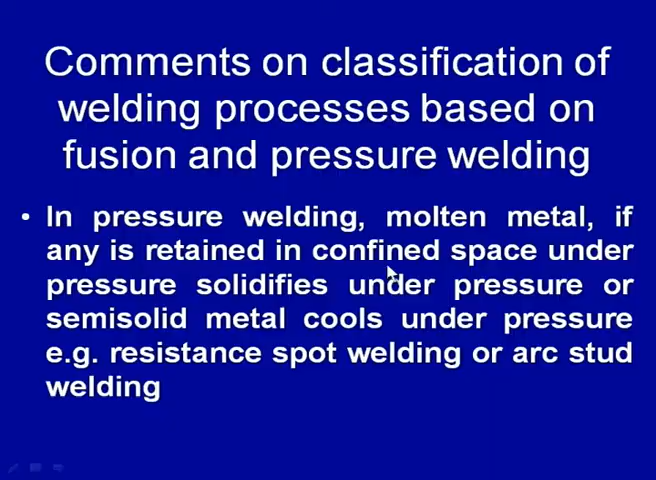 Comments on classification of
welding processes based on
fusion and pressure welding
• In pressure welding, molten metal, if
any is retained in confined space under
pressure solidifies under pressure or
semisolid metal cools under pressure
e.g. resistance spot welding or arc stud
welding